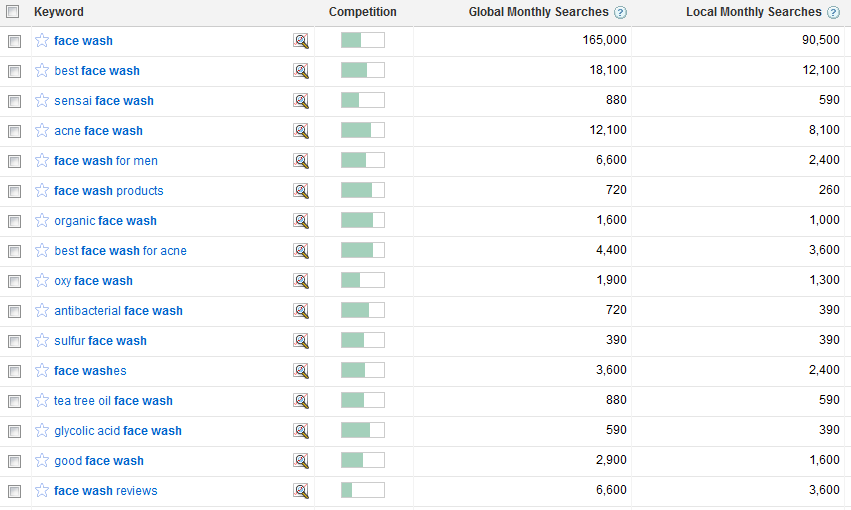 Keyword Competition Global Monthly Searches ? Local Monthly Searches ?
face wash 165,000 90,500
best face wash 18,100 12,100
sensai face wash 880 590
acne face wash 12,100 8,100
face wash for men 6,600 2,400
face wash products 720 260
organic face wash 1,600 1,000
best face wash for acne 4,400 3,600
oxy face wash 1,900 1,300
antibacterial face wash 720 390
sulfur face wash 390 390
face washes 3,600 2,400
tea tree oil face wash 880 590
glycolic acid face wash 590 390
good face wash 2,900 1,600
face wash reviews 6,600 3,600